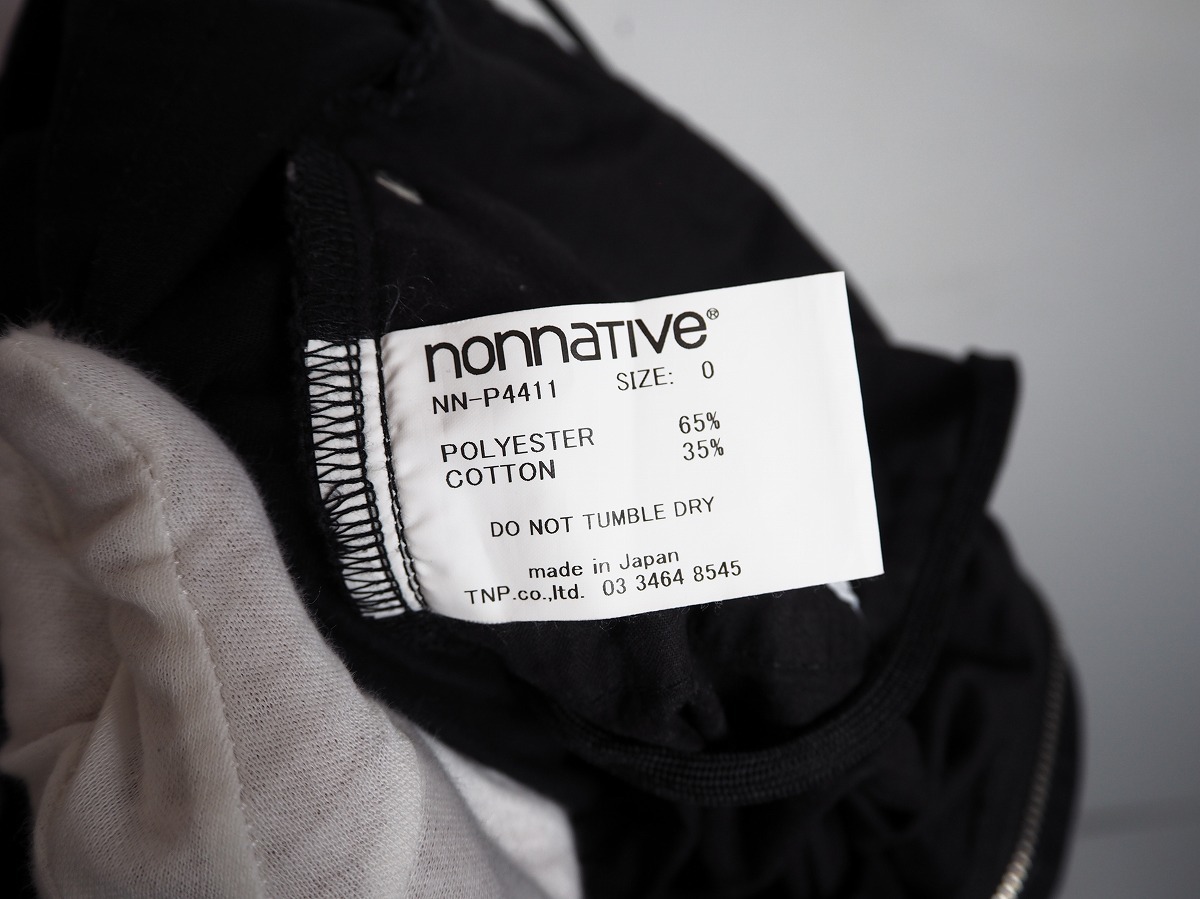 nonnative®
NN-P4411 SIZE: 0
POLYESTER 65%
COTTON 35%
DO NOT TUMBLE DRY
made in Japan
TNP.co.,ltd. 03 3464 8545